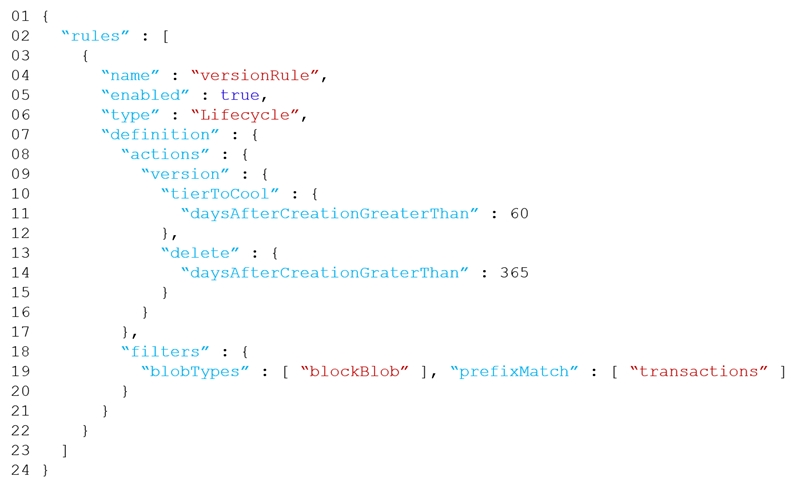 01 {
02   “rules” : [
03     {
04       “name” : “versionRule”,
05       “enabled” : true,
06       “type” : “Lifecycle”,
07       “definition” : {
08         “actions” : {
09           “version” : {
10             “tierToCool” : {
11               “daysAfterCreationGreaterThan” : 60
12             },
13             “delete” : {
14               “daysAfterCreationGraterThan” : 365
15             }
16           }
17         },
18         “filters” : {
19           “blobTypes” : [ “blockBlob” ], “prefixMatch” : [ “transactions” ]
20         }
21       }
22     }
23   ]
24 }